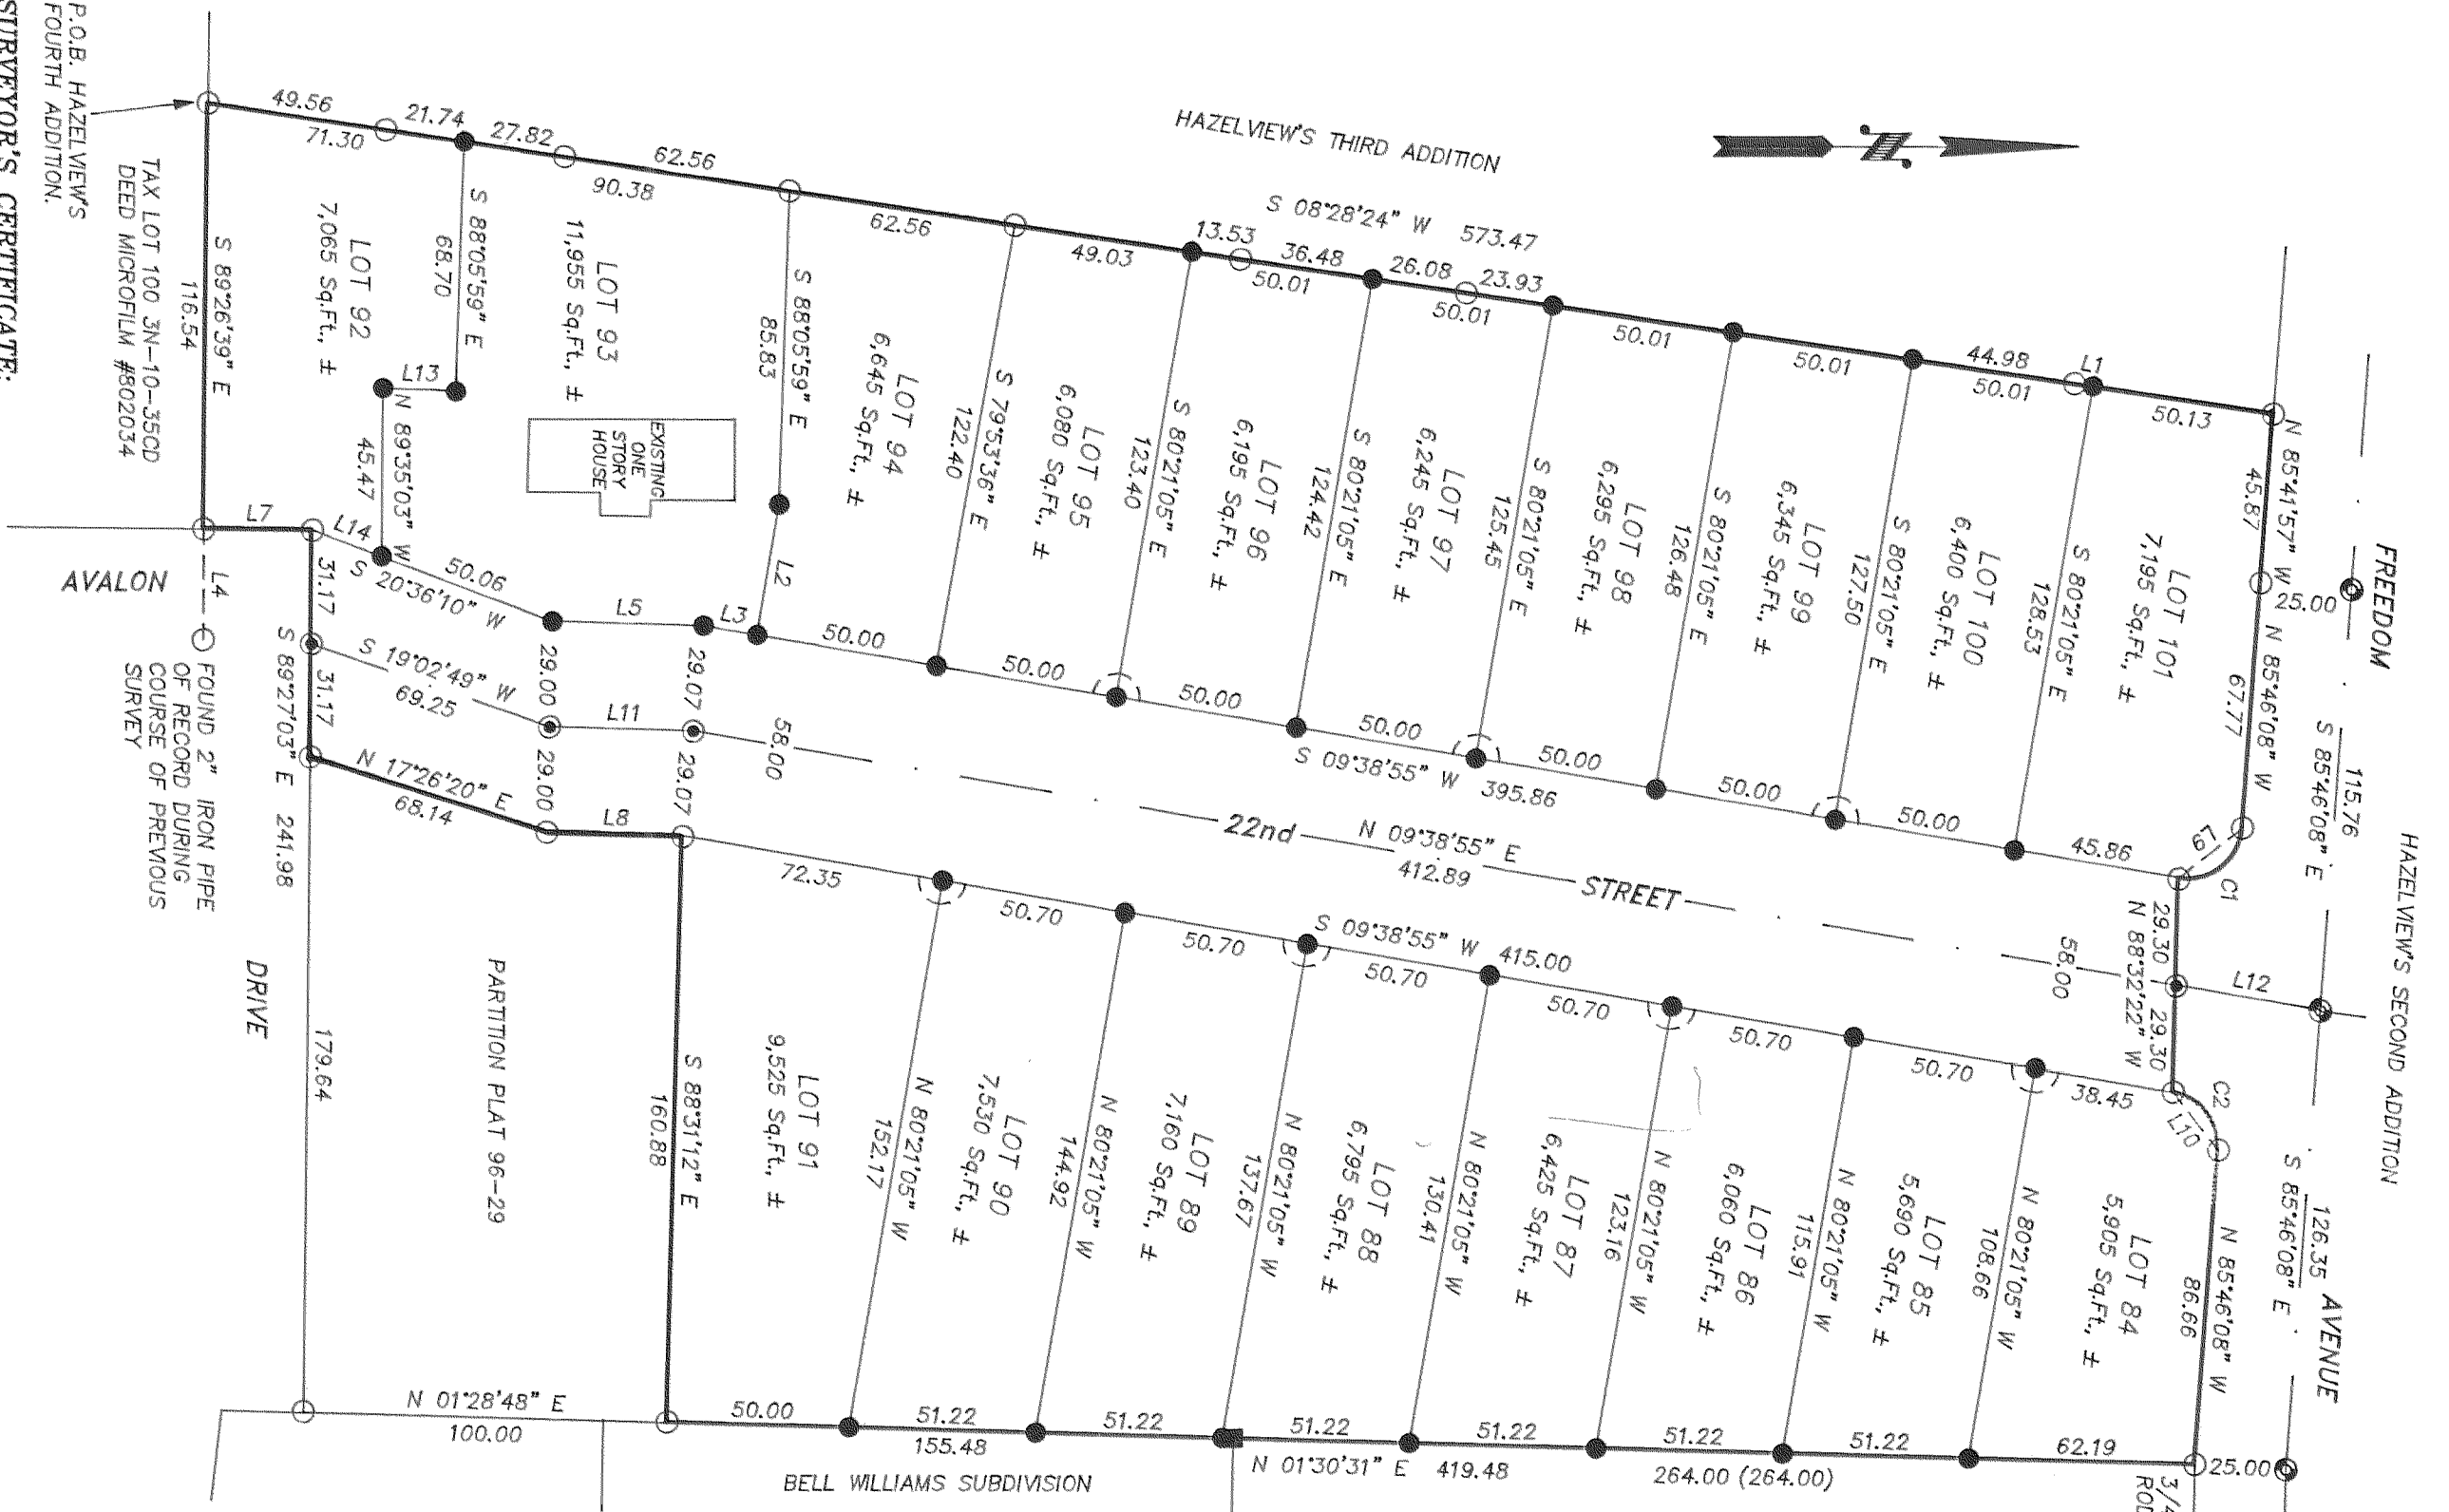 P.O.B. HAZELVIEW'S
FOURTH ADDITION.
SURVEYOR'S CERTIFICATE:
TAX LOT 100 3N-10-35CD
DEED MICROFILM #802034
HAZELVIEW'S THIRD ADDITION
S 08°28'24" W 573.47
49.56
71.30
21.74
27.82
62.56
90.38
62.56
49.03
13.53
36.48
50.01
26.08
23.93
50.01
50.01
50.01
44.98
L1
50.01
50.13
S 89°26'39" E
116.54
LOT 92
7,065 Sq.Ft., ±
S 88°05'59" E
68.70
L13
N 89°35'03" W
45.47
LOT 93
11,955 Sq.Ft., ±
EXISTING
ONE
STORY
HOUSE
S 88°05'59" E
85.83
L2
LOT 94
6,645 Sq.Ft., ±
S 79°53'36" E
122.40
LOT 95
6,080 Sq.Ft., ±
S 80°21'05" E
123.40
LOT 96
6,195 Sq.Ft., ±
S 80°21'05" E
124.42
LOT 97
6,245 Sq.Ft., ±
S 80°21'05" E
125.45
LOT 98
6,295 Sq.Ft., ±
S 80°21'05" E
126.48
LOT 99
6,345 Sq.Ft., ±
S 80°21'05" E
127.50
LOT 100
6,400 Sq.Ft., ±
S 80°21'05" E
128.53
LOT 101
7,195 Sq.Ft., ±
N 85°41'57" W
45.87
25.00
N 85°46'08" W
67.77
FREEDOM
115.76
S 85°46'08" E
HAZELVIEW'S SECOND ADDITION
L7
L14
L4
AVALON
31.17
31.17
S 89°27'03" E 241.98
50.06
S 20°36'10" W
L5
L3
50.00
50.00
50.00
50.00
50.00
50.00
50.00
45.86
S 09°38'55" W 395.86
L9
C1
S 19°02'49" W
69.25
29.00
29.07
L11
29.00
29.07
58.00
22nd
STREET
N 09°38'55" E
412.89
58.00
29.30
29.30
N 88°32'22" W
L12
FOUND 2" IRON PIPE
OF RECORD DURING
COURSE OF PREVIOUS
SURVEY
N 17°26'20" E
68.14
L8
72.35
50.70
50.70
50.70
50.70
50.70
50.70
38.45
S 09°38'55" W 415.00
C2
L10
DRIVE
179.64
PARTITION PLAT 96-29
S 88°31'12" E
160.88
LOT 91
9,525 Sq.Ft., ±
N 80°21'05" W
152.17
LOT 90
7,530 Sq.Ft., ±
N 80°21'05" W
144.92
LOT 89
7,160 Sq.Ft., ±
N 80°21'05" W
137.67
LOT 88
6,795 Sq.Ft., ±
N 80°21'05" W
130.41
LOT 87
6,425 Sq.Ft., ±
N 80°21'05" W
123.16
LOT 86
6,060 Sq.Ft., ±
N 80°21'05" W
115.91
LOT 85
5,690 Sq.Ft., ±
N 80°21'05" W
108.66
LOT 84
5,905 Sq.Ft., ±
N 85°46'08" W
86.66
126.35
S 85°46'08" E
AVENUE
N 01°28'48" E
100.00
50.00
51.22
155.48
51.22
51.22
51.22
51.22
51.22
62.19
25.00
N 01°30'31" E 419.48
264.00 (264.00)
BELL WILLIAMS SUBDIVISION